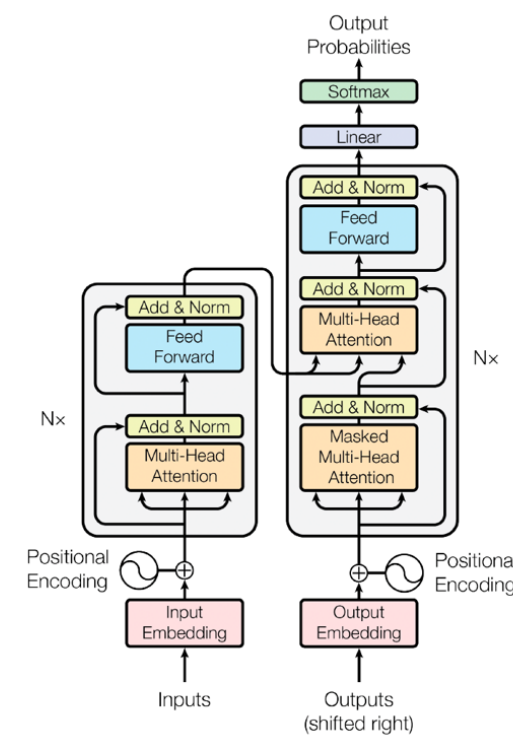 Output
Probabilities
Softmax
Linear
Add & Norm
Feed
Forward
Add & Norm
Multi-Head
Attention
Add & Norm
Masked
Multi-Head
Attention
N×
Add & Norm
Feed
Forward
Add & Norm
Multi-Head
Attention
N×
Positional
Encoding
Input
Embedding
Inputs
Positiona
Encoding
Output
Embedding
Outputs
(shifted right)